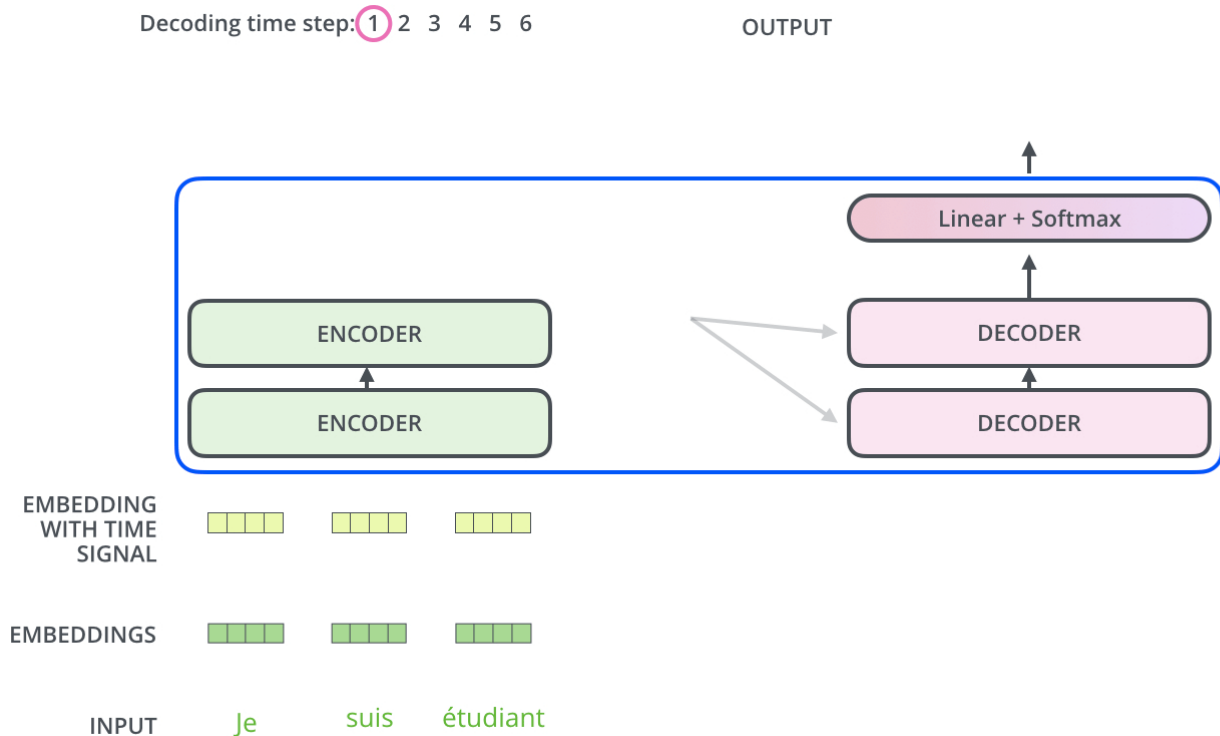 Decoding time step: 1 2 3 4 5 6
OUTPUT
Linear + Softmax
ENCODER
DECODER
ENCODER
DECODER
EMBEDDING
WITH TIME
SIGNAL
EMBEDDINGS
INPUT
Je suis étudiant